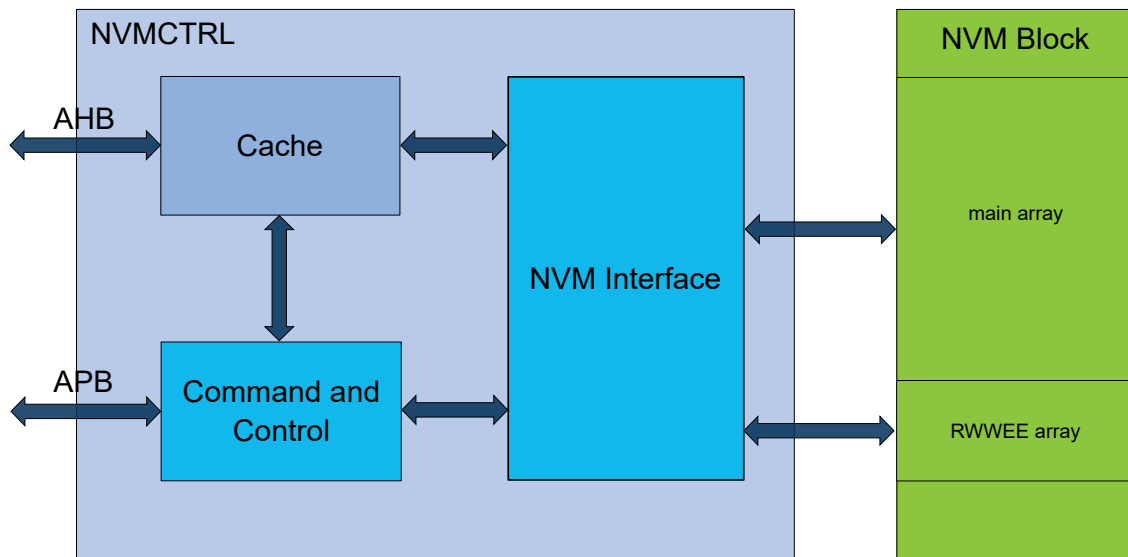 NVMCTRL
NVM Block
AHB
Cache
main array
NVM Interface
APB
Command and
Control
RWWEE array